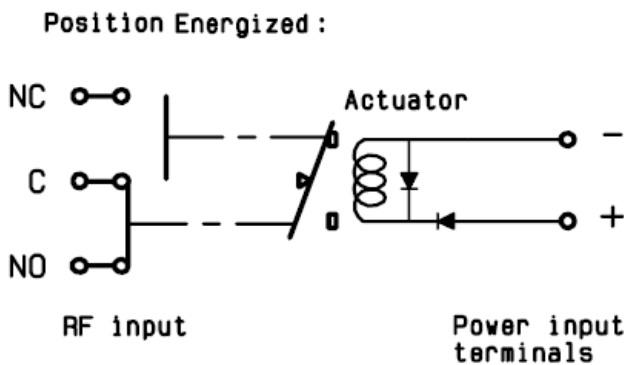 Position Energized :
NC
Actuator
-
C
+
NO
RF input
Power input
terminals